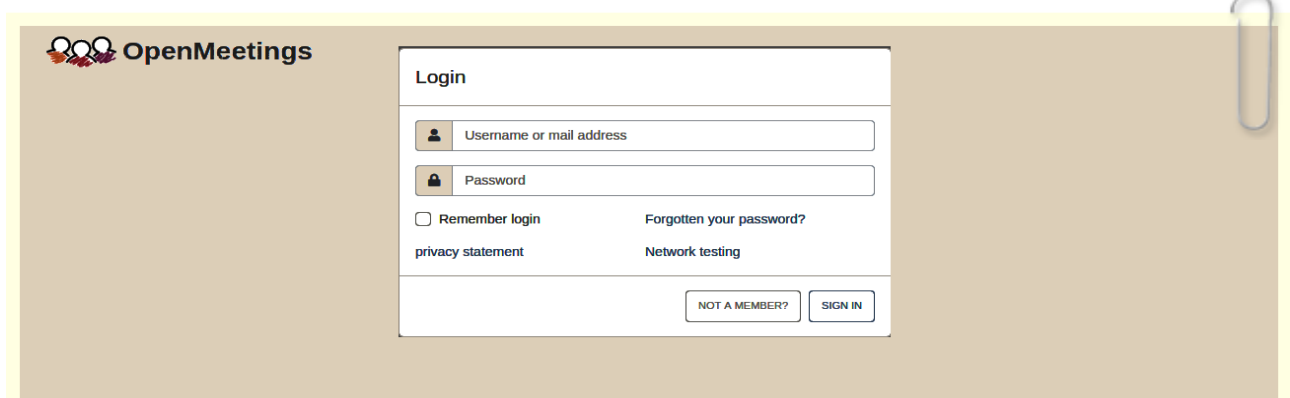 OpenMeetings
Login
Username or mail address
Password
Remember login
Forgotten your password?
privacy statement
Network testing
NOT A MEMBER?
SIGN IN